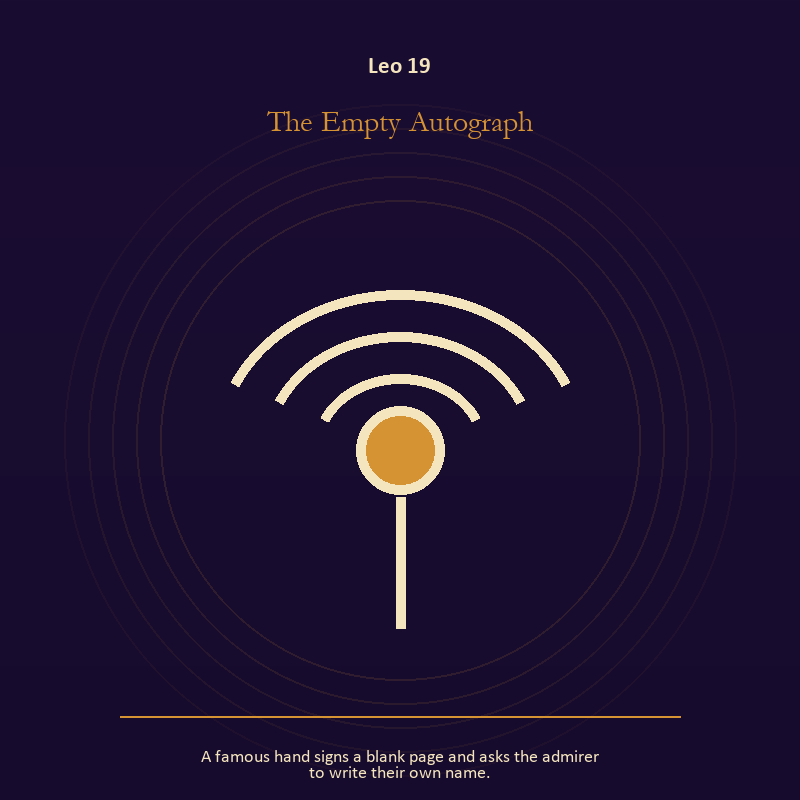 Leo 19
The Empty Autograph
A famous hand signs a blank page and asks the admirer
to write their own name.